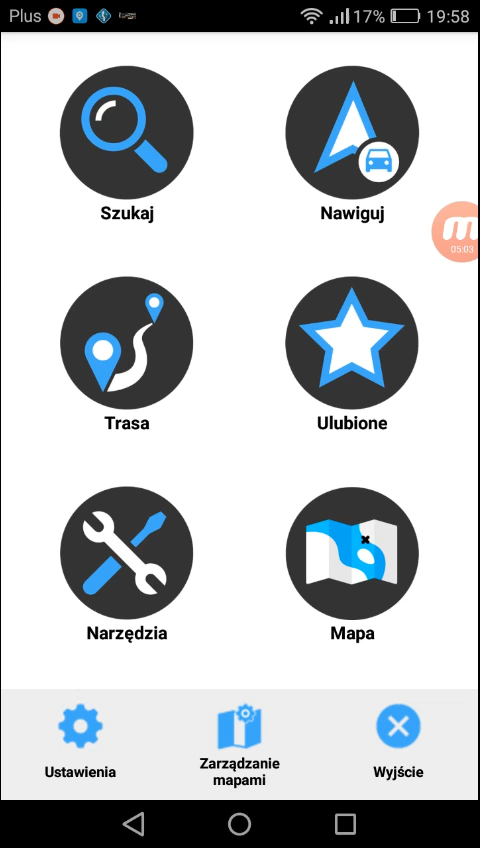 Plus 17% 19:58
Szukaj Nawiguj
05:03
Trasa Ulubione
Narzędzia Mapa
Ustawienia Zarządzanie mapami Wyjście